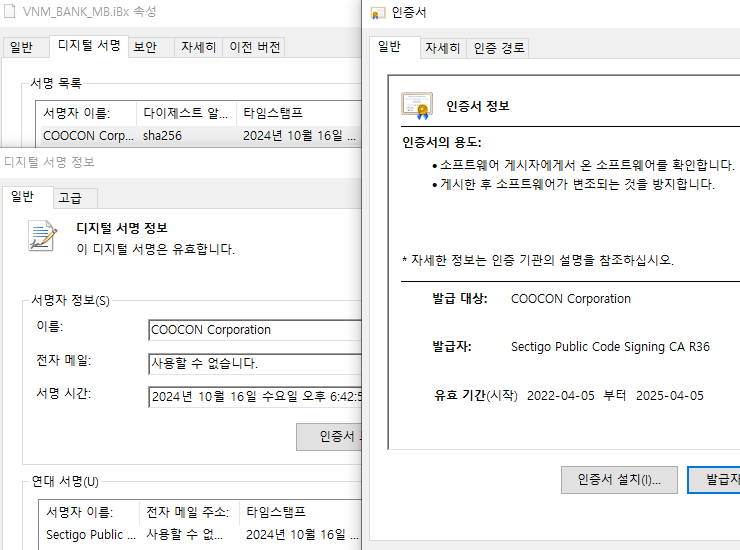 VNM_BANK_MB.iBx 속성
일반 디지털 서명 보안 자세히 이전 버전
서명 목록
서명자 이름: 다이제스트 알... 타임스탬프
COOCON Corp... sha256 2024년 10월 16일 ...
디지털 서명 정보
일반 고급
디지털 서명 정보
이 디지털 서명은 유효합니다.
서명자 정보(S)
이름: COOCON Corporation
전자 메일: 사용할 수 없습니다.
서명 시간: 2024년 10월 16일 수요일 오후 6:42:5
인증서
연대 서명(U)
서명자 이름: 전자 메일 주소: 타임스탬프
Sectigo Public ... 사용할 수 없... 2024년 10월 16일 ...
인증서
일반 자세히 인증 경로
인증서 정보
인증서의 용도:
• 소프트웨어 게시자에게서 온 소프트웨어를 확인합니다.
• 게시한 후 소프트웨어가 변조되는 것을 방지합니다.
* 자세한 정보는 인증 기관의 설명을 참조하십시오.
발급 대상: COOCON Corporation
발급자: Sectigo Public Code Signing CA R36
유효 기간(시작) 2022-04-05 부터 2025-04-05
인증서 설치(I)... 발급자